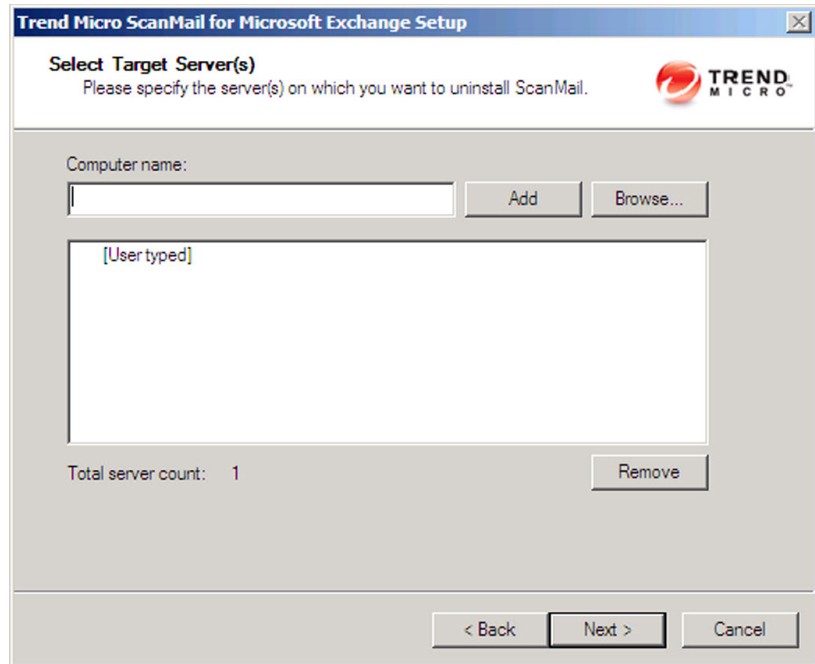 Trend Micro ScanMail for Microsoft Exchange Setup
Select Target Server(s)
Please specify the server(s) on which you want to uninstall ScanMail.
TREND
MICRO
Computer name:
Add
Browse...
[User typed]
Total server count: 1
Remove
< Back
Next >
Cancel